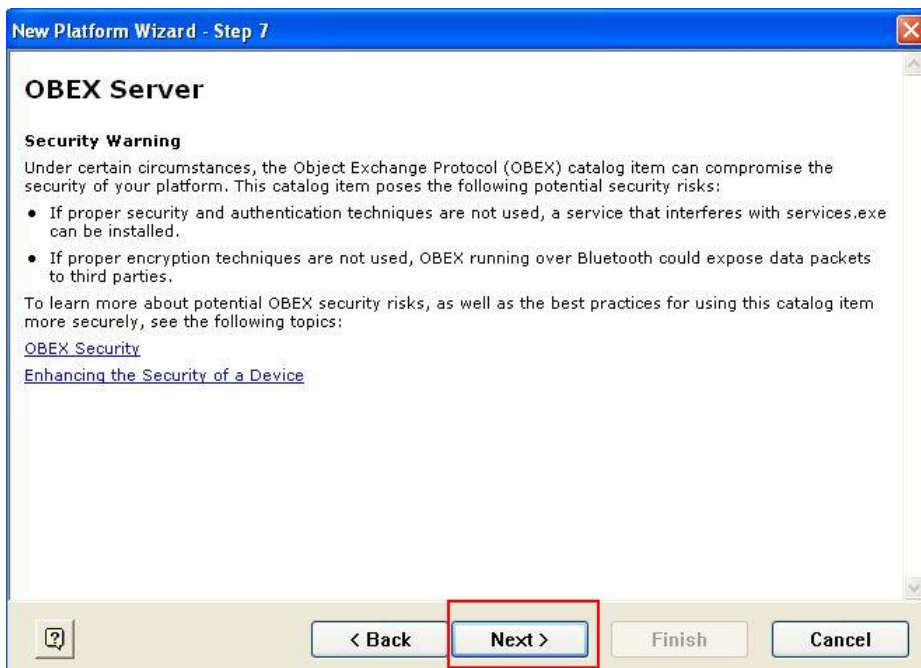 New Platform Wizard - Step 7
OBEX Server
Security Warning
Under certain circumstances, the Object Exchange Protocol (OBEX) catalog item can compromise the
security of your platform. This catalog item poses the following potential security risks:
• If proper security and authentication techniques are not used, a service that interferes with services.exe
can be installed.
• If proper encryption techniques are not used, OBEX running over Bluetooth could expose data packets
to third parties.
To learn more about potential OBEX security risks, as well as the best practices for using this catalog item
more securely, see the following topics:
OBEX Security
Enhancing the Security of a Device
? < Back Next > Finish Cancel